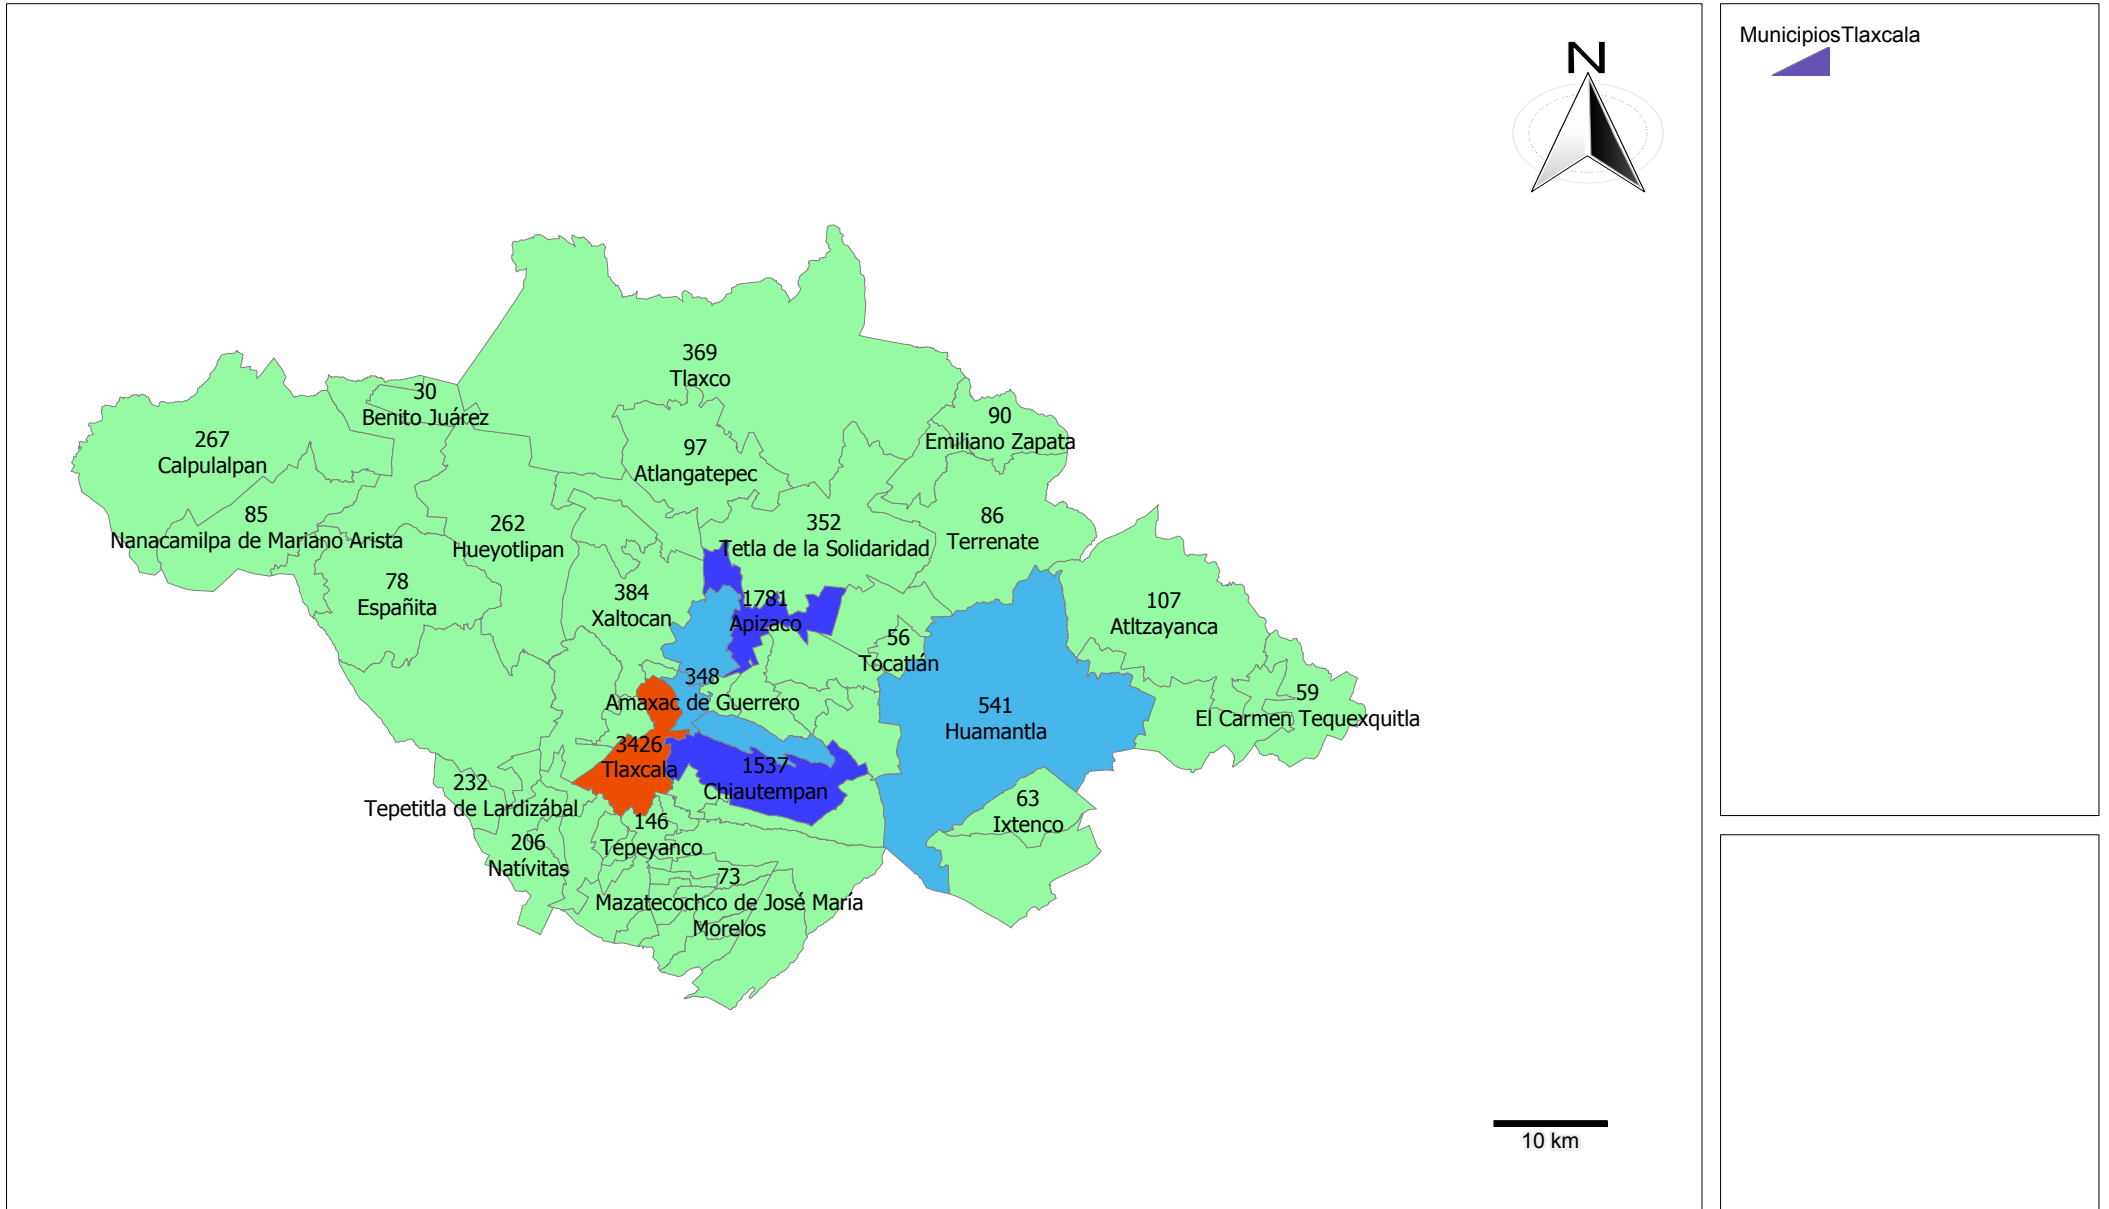 MunicipiosTlaxcala
N
369
Tlaxco
30
Benito Juárez
90
Emiliano Zapata
267
Calpulalpan
97
Atlangatepec
85
Nanacamilpa de Mariano Arista
262
Hueyotlipan
352
Tetla de la Solidaridad
86
Terrenate
78
Españita
384
Xaltocan
1781
Apizaco
107
Atltzayanca
56
Tocatlán
348
Amaxac de Guerrero
541
Huamantla
59
El Carmen Tequexquitla
3426
Tlaxcala
1537
Chiautempan
232
Tepetitla de Lardizábal
63
Ixtenco
146
Tepeyanco
206
Natívitas
73
Mazatecochco de José María
Morelos
10 km